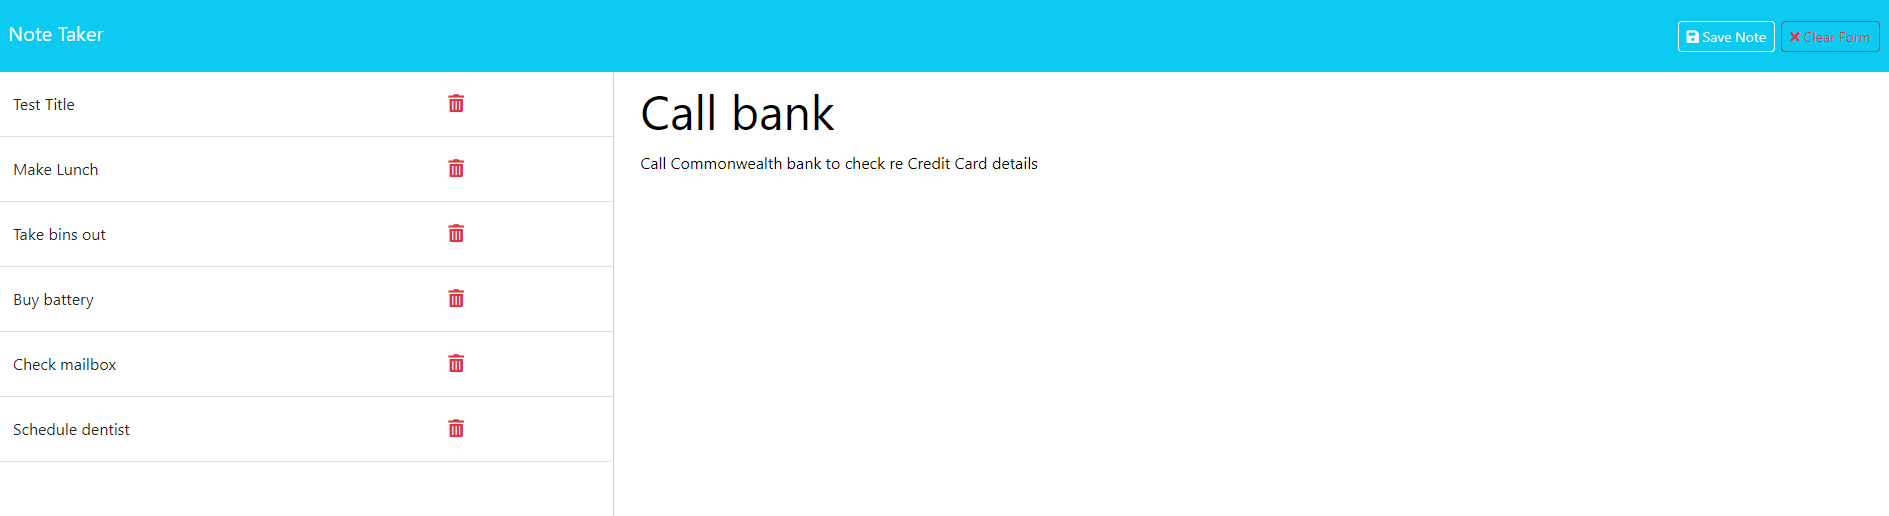 Note Taker
Save Note
Clear Form
Test Title
Make Lunch
Take bins out
Buy battery
Check mailbox
Schedule dentist
Call bank
Call Commonwealth bank to check re Credit Card details